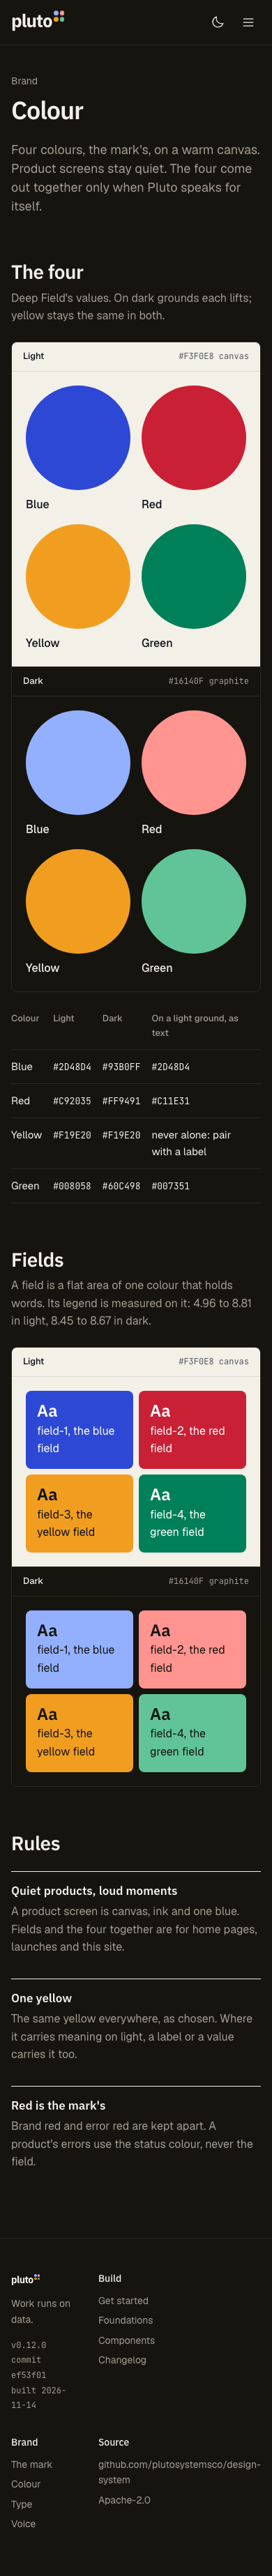 pluto
Brand
Colour
Four colours, the mark's, on a warm canvas.
Product screens stay quiet. The four come
out together only when Pluto speaks for
itself.
The four
Deep Field's values. On dark grounds each lifts;
yellow stays the same in both.
Light #F3F0E8 canvas
Blue Red
Yellow Green
Dark #16140F graphite
Blue Red
Yellow Green
Colour Light Dark On a light ground, as
text
Blue #2D48D4 #93B0FF #2D48D4
Red #C92035 #FF9491 #C11E31
Yellow #F19E20 #F19E20 never alone: pair
with a label
Green #008058 #60C498 #007351
Fields
A field is a flat area of one colour that holds
words. Its legend is measured on it: 4.96 to 8.81
in light, 8.45 to 8.67 in dark.
Light #F3F0E8 canvas
Aa Aa
field-1, the blue field-2, the red
field field
Aa Aa
field-3, the field-4, the
yellow field green field
Dark #16140F graphite
Aa Aa
field-1, the blue field-2, the red
field field
Aa Aa
field-3, the field-4, the
yellow field green field
Rules
Quiet products, loud moments
A product screen is canvas, ink and one blue.
Fields and the four together are for home pages,
launches and this site.
One yellow
The same yellow everywhere, as chosen. Where
it carries meaning on light, a label or a value
carries it too.
Red is the mark's
Brand red and error red are kept apart. A
product's errors use the status colour, never the
field.
pluto
Work runs on
data.
v0.12.0
commit
ef53f01
built 2026-
11-14
Build
Get started
Foundations
Components
Changelog
Brand
The mark
Colour
Type
Voice
Source
github.com/plutosystemsco/design-
system
Apache-2.0